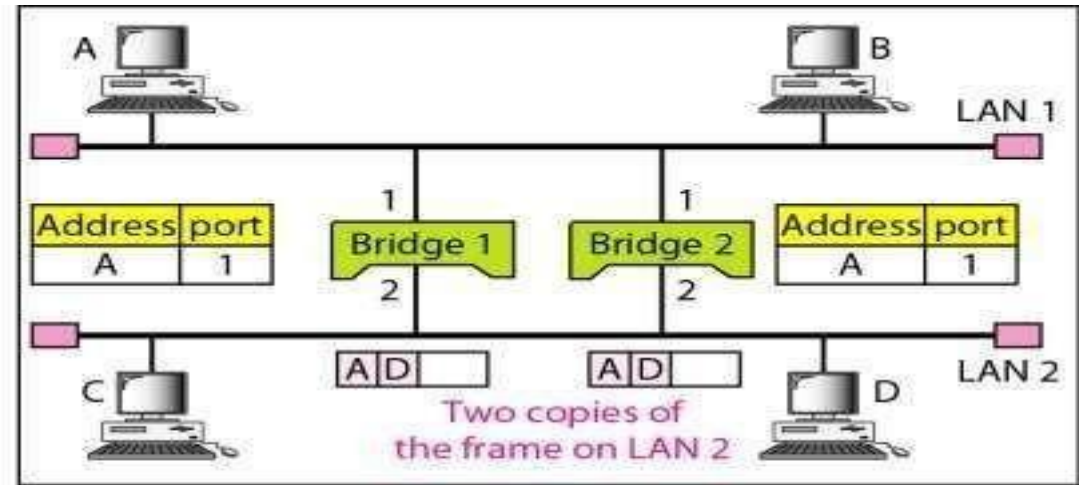 A
B
LAN 1
1
1
Address port
A 1
Bridge 1
Bridge 2
Address port
A 1
2
2
C
A D
A D
D
LAN 2
Two copies of
the frame on LAN 2